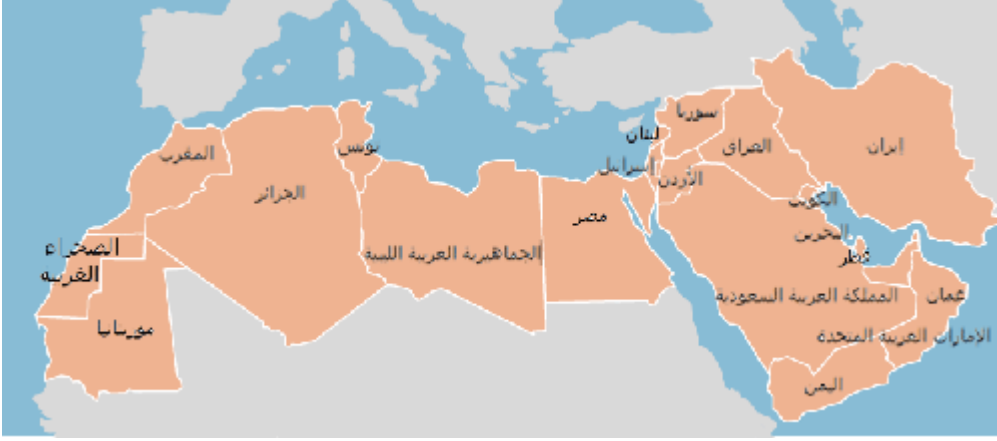 سوريا
لبنان
العراق
إيران
تونس
المغرب
إسرائيل
الأردن
الجزائر
الكويت
مصر
البحرين
الصحراء
الغربية
الجماهيرية العربية الليبية
قطر
المملكة العربية السعودية
عمان
موريتانيا
الامارات العربية المتحدة
اليمن